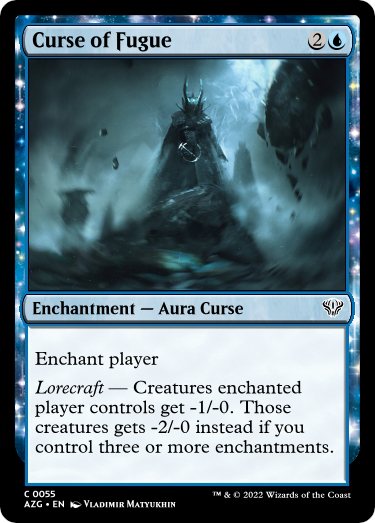 Curse of Fugue 2
Enchantment — Aura Curse
Enchant player
Lorecraft — Creatures enchanted
player controls get -1/-0. Those
creatures gets -2/-0 instead if you
control three or more enchantments.
C 0055
AZG • EN Vladimir Matyukhin
™ & © 2022 Wizards of the Coast